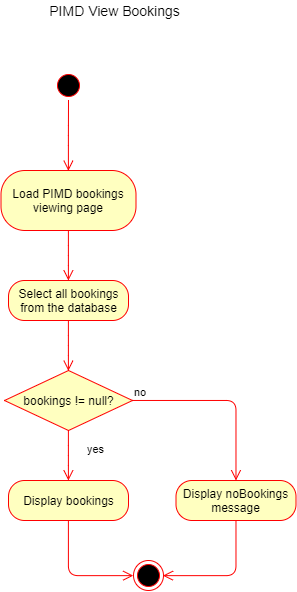 PIMD View Bookings
Load PIMD bookings
viewing page
Select all bookings
from the database
bookings != null?
no
yes
Display bookings
Display noBookings
message